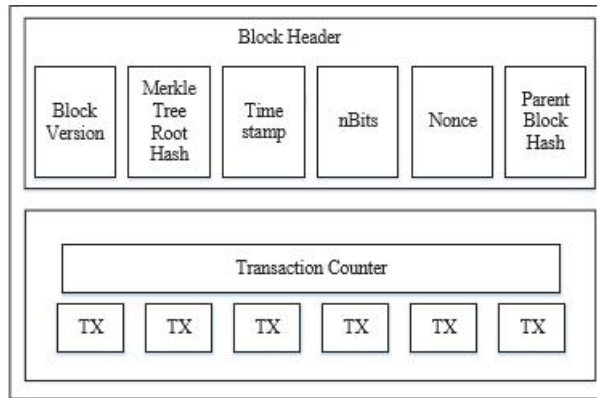 Block Header
Block
Version
Merkle
Tree
Root
Hash
Time
stamp
nBits
Nonce
Parent
Block
Hash
Transaction Counter
TX TX TX TX TX TX